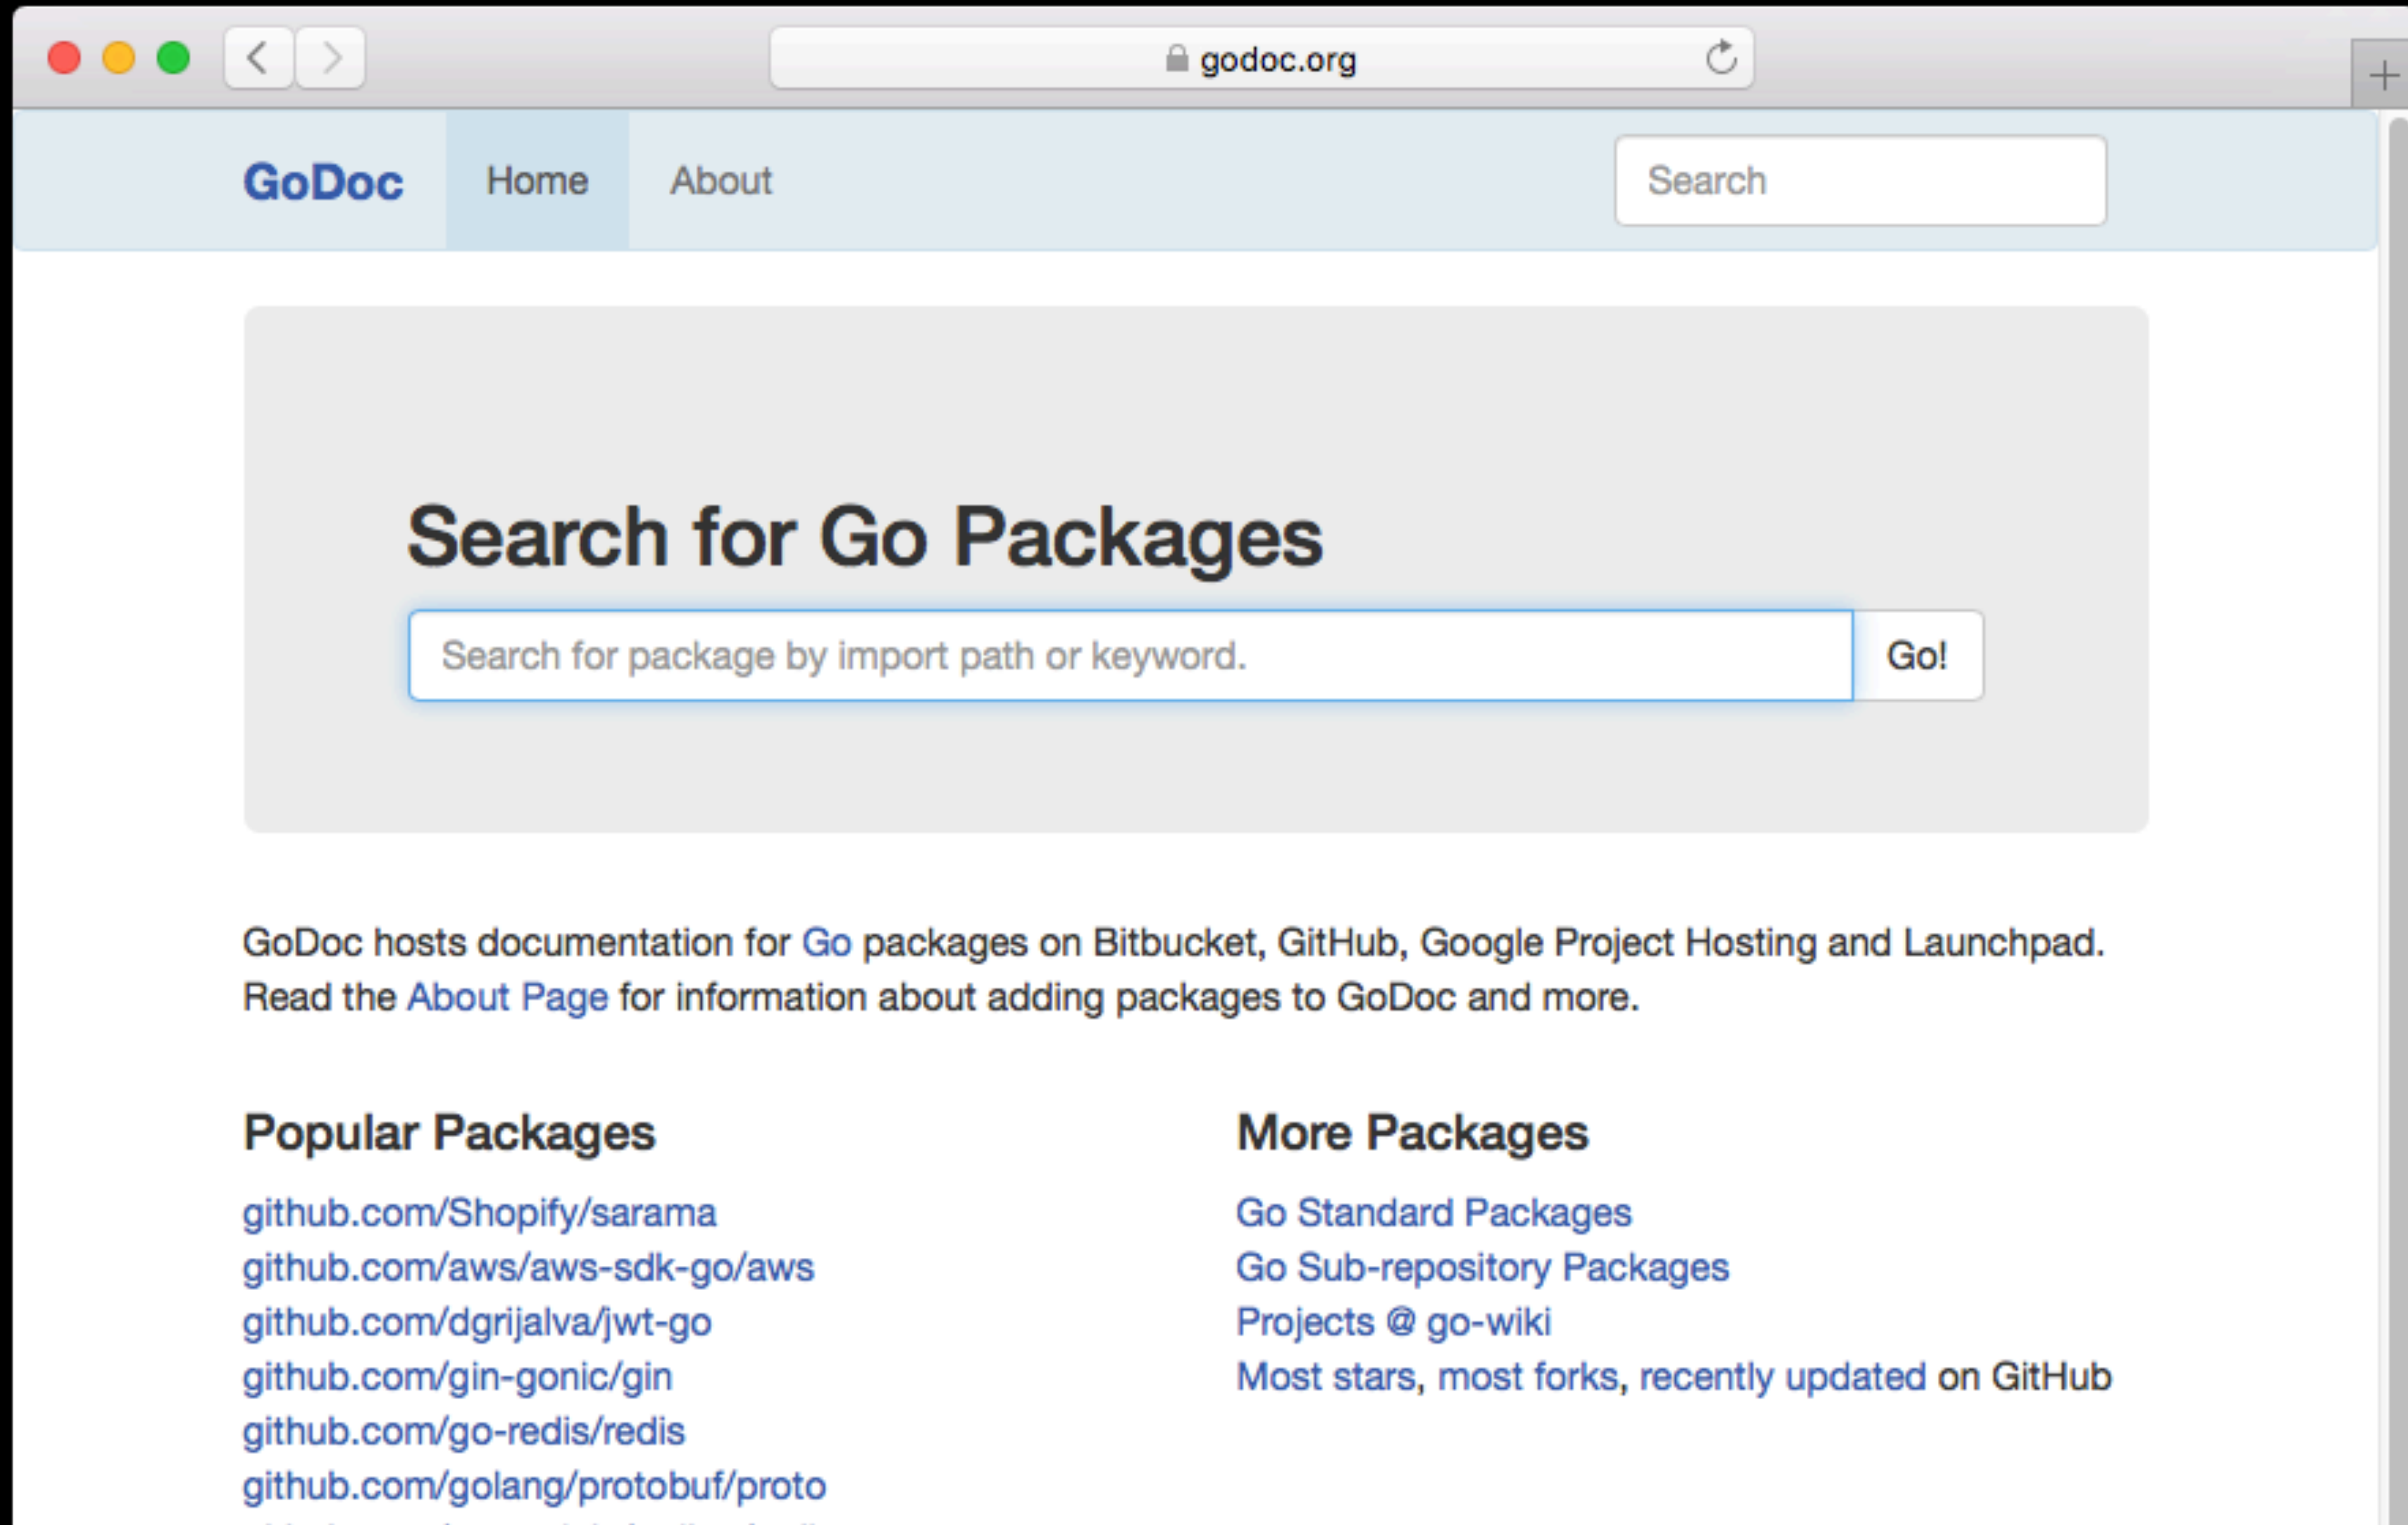 godoc.org
GoDoc Home About Search
Search for Go Packages
Search for package by import path or keyword. Go!
GoDoc hosts documentation for Go packages on Bitbucket, GitHub, Google Project Hosting and Launchpad.
Read the About Page for information about adding packages to GoDoc and more.
Popular Packages
github.com/Shopify/sarama
github.com/aws/aws-sdk-go/aws
github.com/dgrijalva/jwt-go
github.com/gin-gonic/gin
github.com/go-redis/redis
github.com/golang/protobuf/proto
More Packages
Go Standard Packages
Go Sub-repository Packages
Projects @ go-wiki
Most stars, most forks, recently updated on GitHub